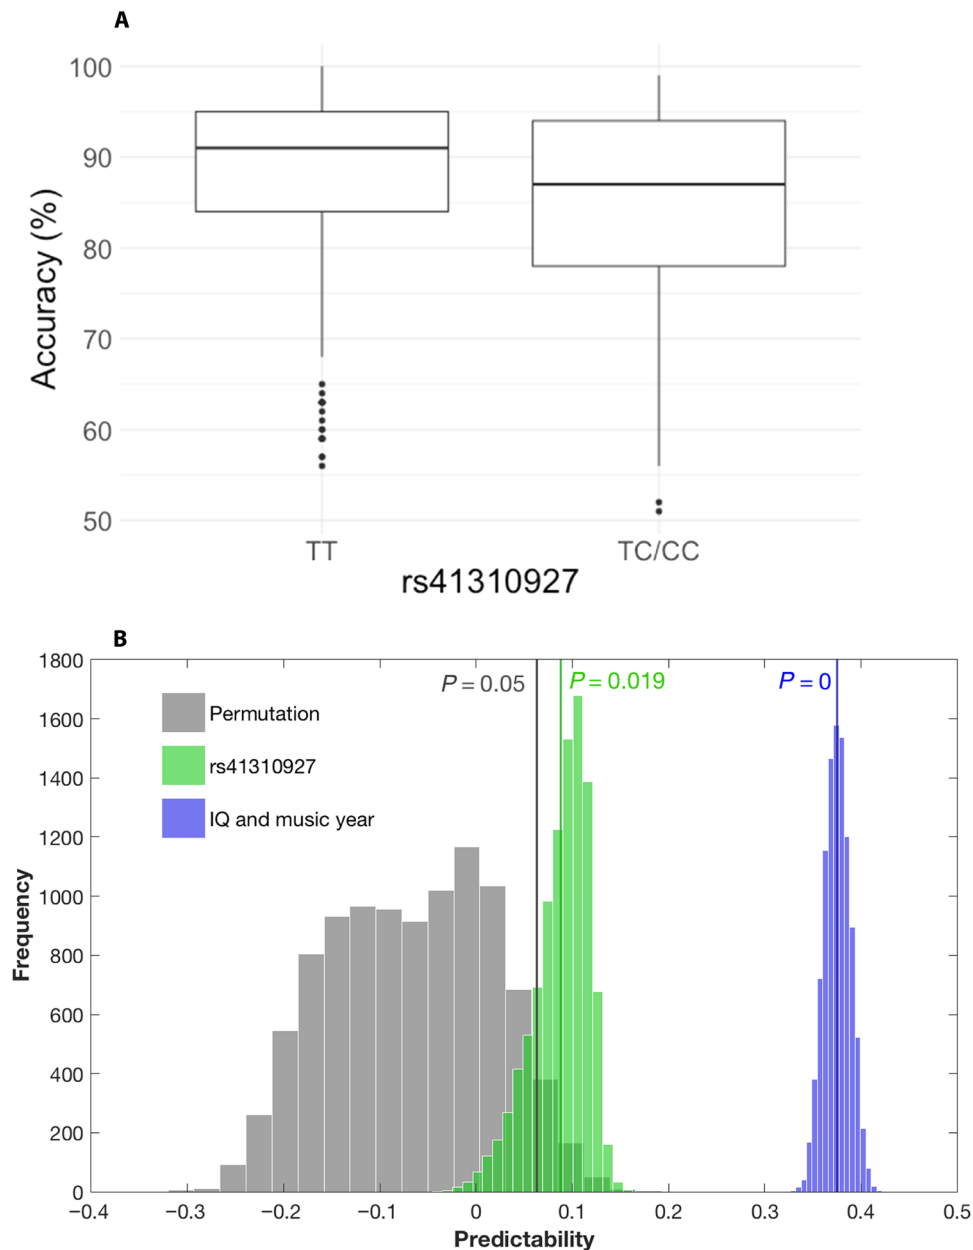 A
100
90
80
70
60
50
Accuracy (%)
TT TC/CC
rs41310927
B
1800
1600
1400
1200
1000
800
600
400
200
0
Frequency
P = 0.05
P = 0.019
P = 0
Permutation
rs41310927
IQ and music year
−0.4 −0.3 −0.2 −0.1 0 0.1 0.2 0.3 0.4 0.5
Predictability